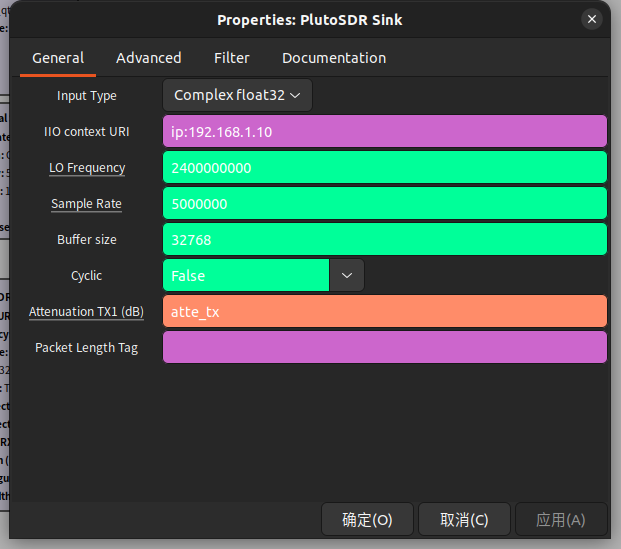 Properties: PlutoSDR Sink
General Advanced Filter Documentation
Input Type Complex float32
IIO context URI ip:192.168.1.10
LO Frequency 2400000000
Sample Rate 5000000
Buffer size 32768
Cyclic False
Attenuation TX1 (dB) atte_tx
Packet Length Tag
确定(O) 取消(C) 应用(A)